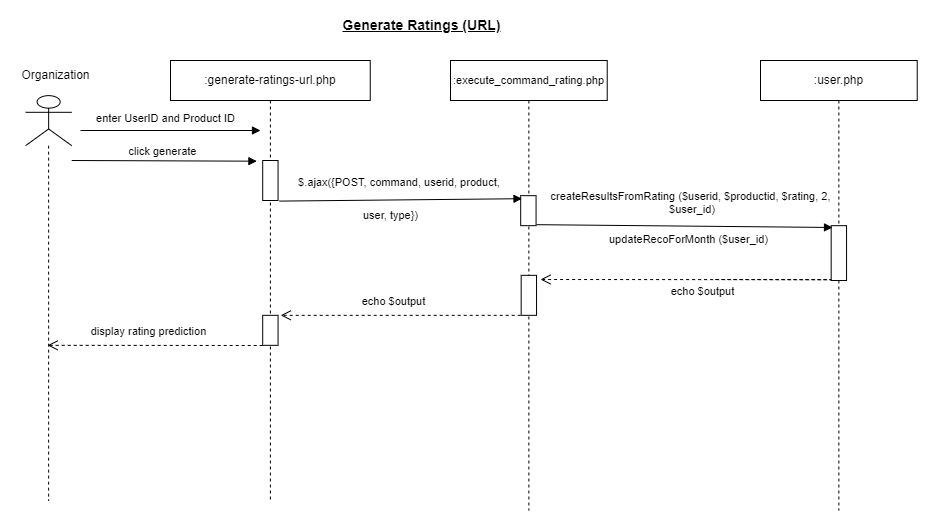 Generate Ratings (URL)
Organization
:generate-ratings-url.php
:execute_command_rating.php
:user.php
enter UserID and Product ID
click generate
$.ajax({POST, command, userid, product,
user, type})
createResultsFromRating ($userid, $productid, $rating, 2,
$user_id)
updateRecoForMonth ($user_id)
echo $output
echo $output
display rating prediction